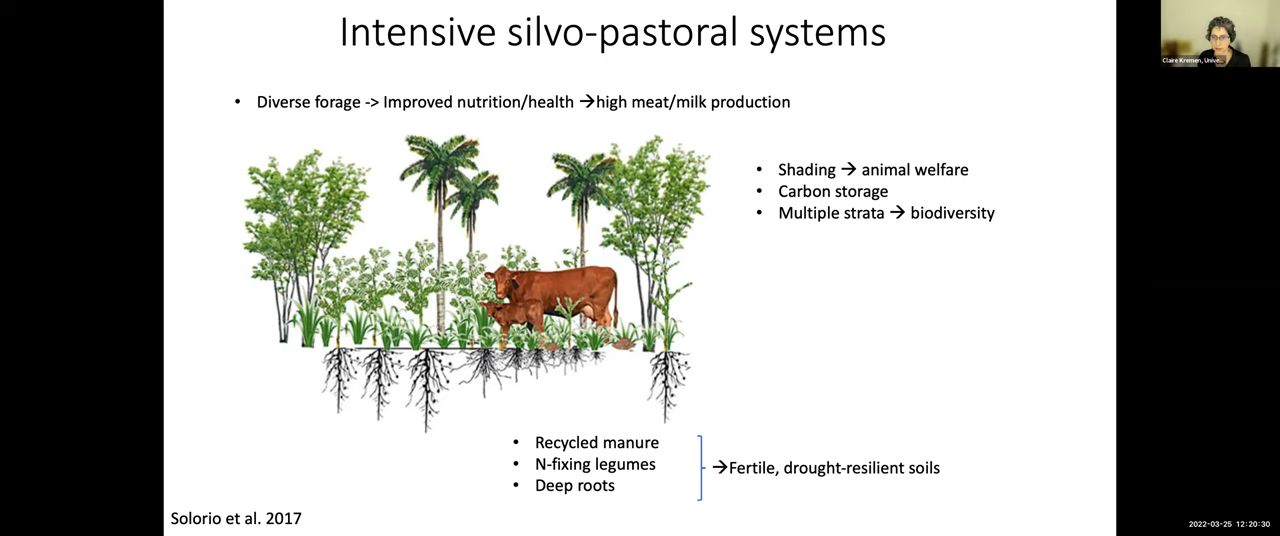 Intensive silvo-pastoral systems
Claire Kremen, Unive...
• Diverse forage -> Improved nutrition/health →high meat/milk production
• Shading → animal welfare
• Carbon storage
• Multiple strata → biodiversity
• Recycled manure
• N-fixing legumes
• Deep roots
→Fertile, drought-resilient soils
Solorio et al. 2017
2022-03-25 12:20:30